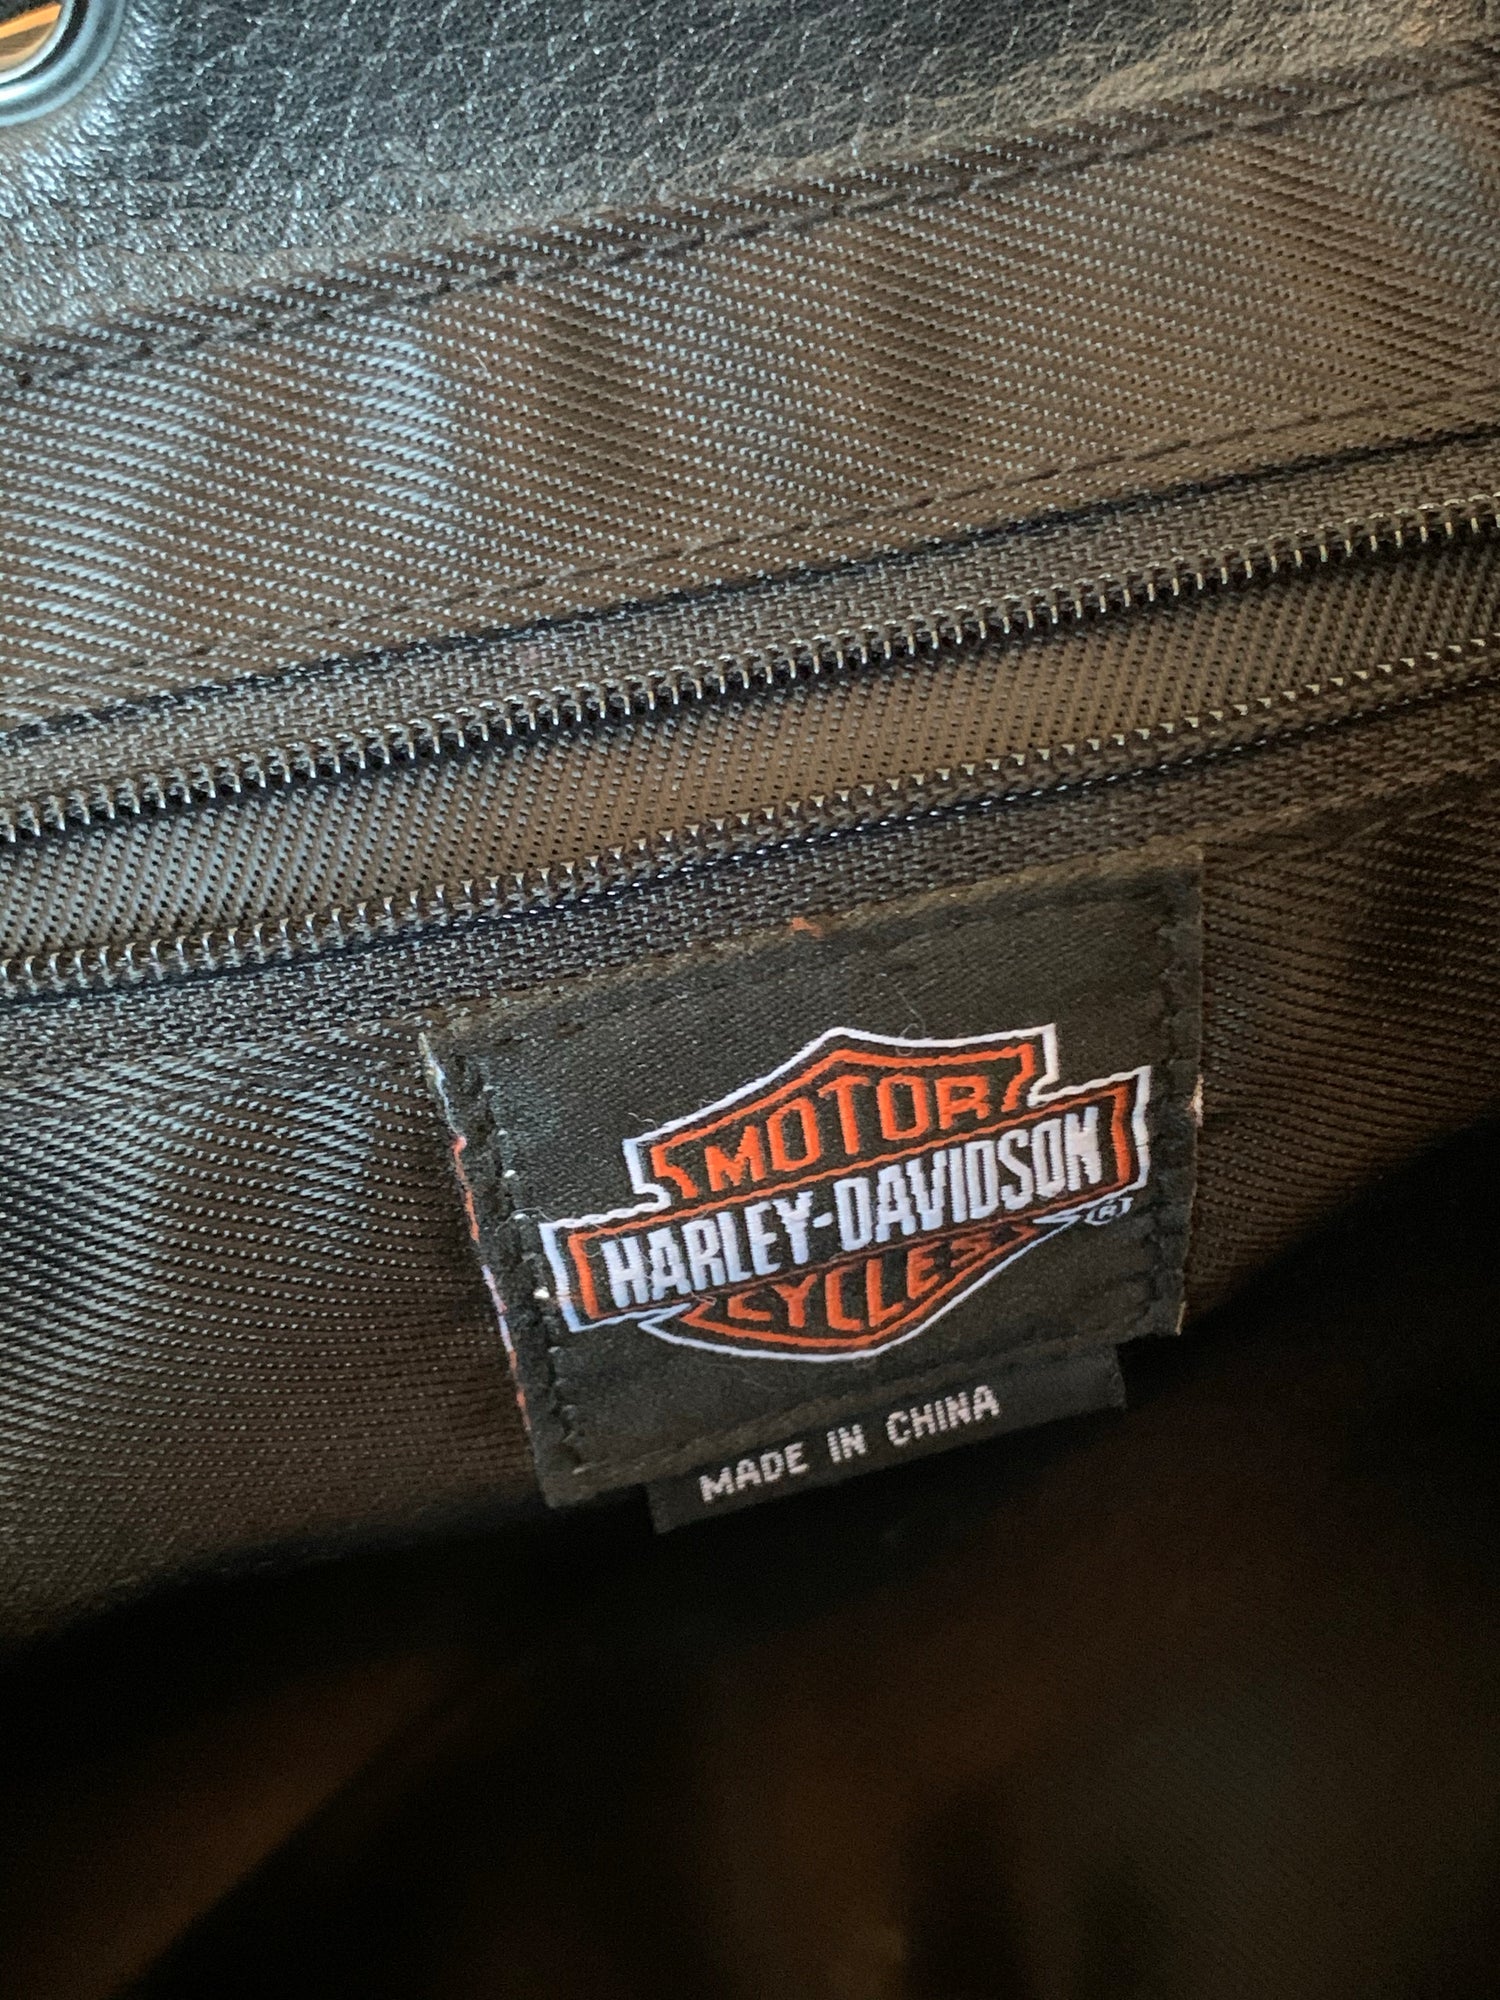 MOTOR
HARLEY-DAVIDSON
CYCLES
®
MADE IN CHINA